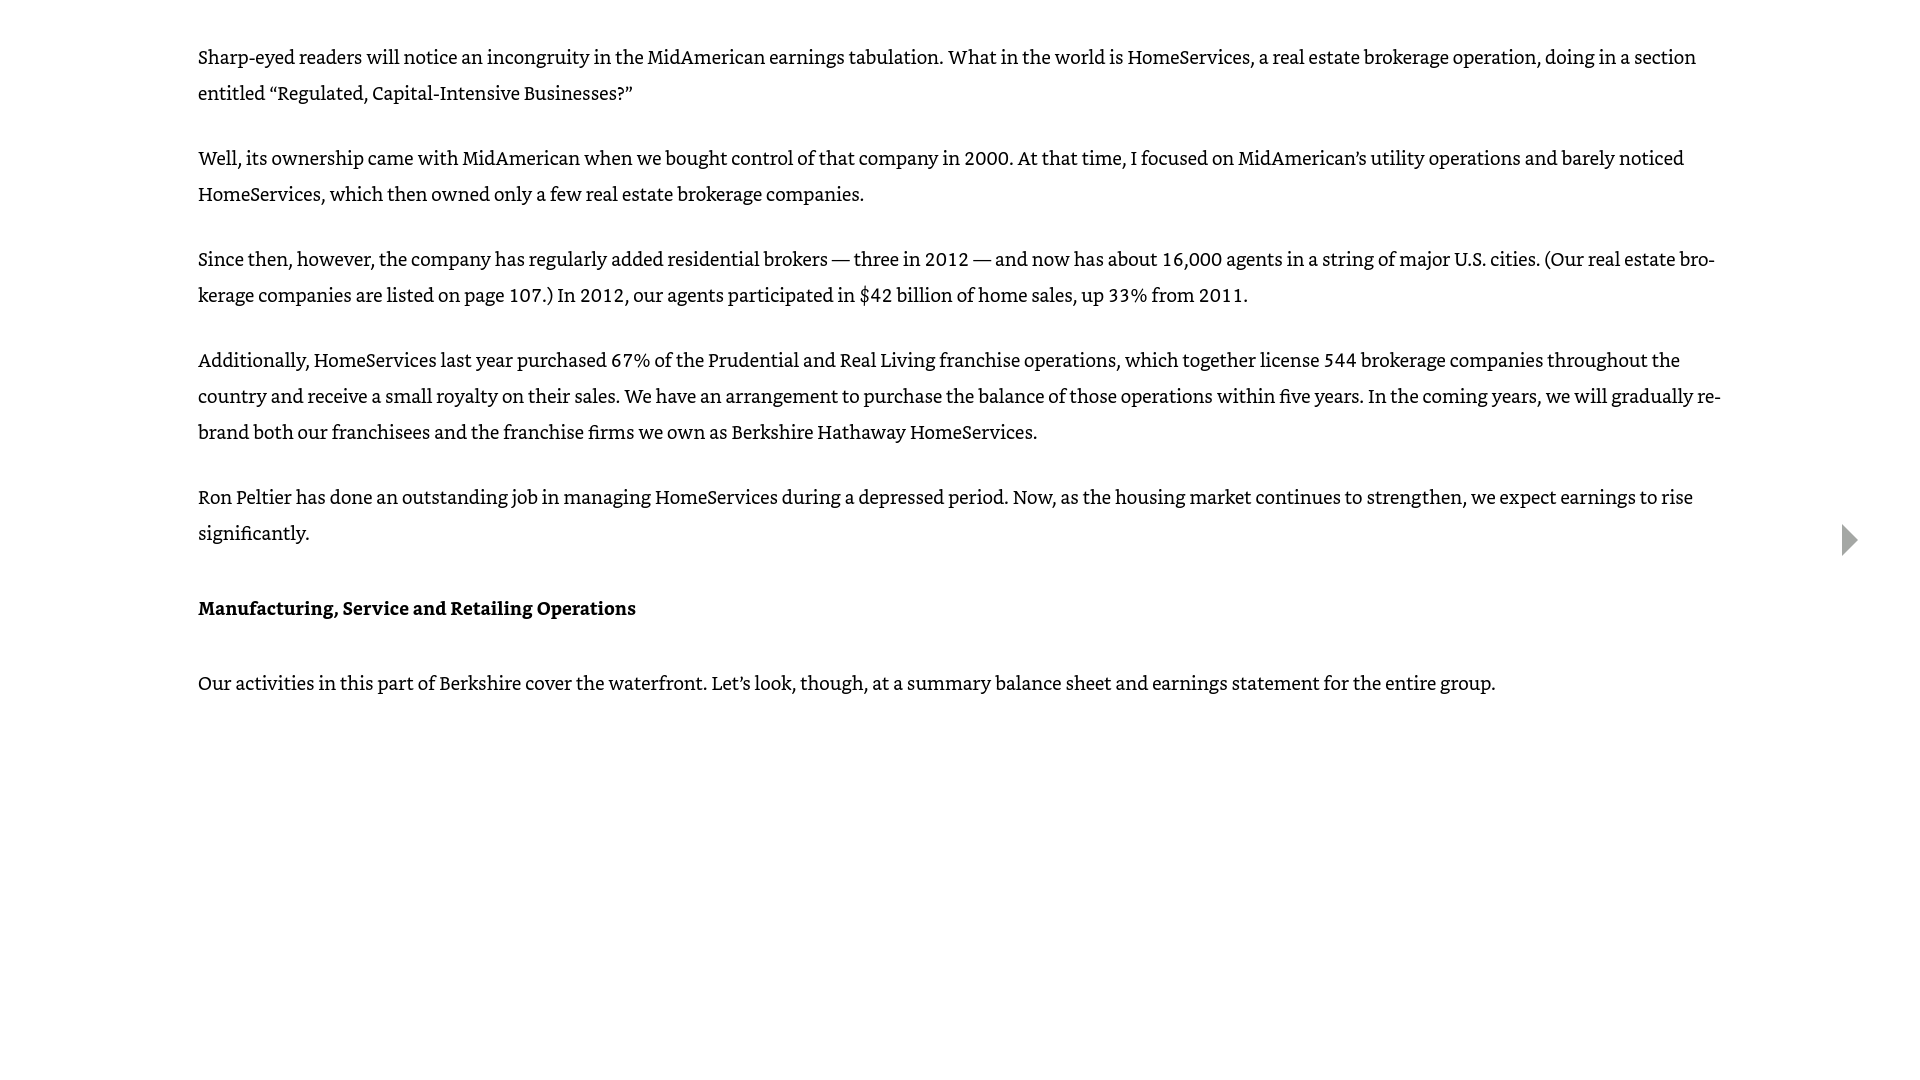 Sharp-eyed readers will notice an incongruity in the MidAmerican earnings tabulation. What in the world is HomeServices, a real estate brokerage operation, doing in a section
entitled “Regulated, Capital-Intensive Businesses?”
Well, its ownership came with MidAmerican when we bought control of that company in 2000. At that time, I focused on MidAmerican’s utility operations and barely noticed
HomeServices, which then owned only a few real estate brokerage companies.
Since then, however, the company has regularly added residential brokers — three in 2012 — and now has about 16,000 agents in a string of major U.S. cities. (Our real estate bro-
kerage companies are listed on page 107.) In 2012, our agents participated in $42 billion of home sales, up 33% from 2011.
Additionally, HomeServices last year purchased 67% of the Prudential and Real Living franchise operations, which together license 544 brokerage companies throughout the
country and receive a small royalty on their sales. We have an arrangement to purchase the balance of those operations within five years. In the coming years, we will gradually re-
brand both our franchisees and the franchise firms we own as Berkshire Hathaway HomeServices.
Ron Peltier has done an outstanding job in managing HomeServices during a depressed period. Now, as the housing market continues to strengthen, we expect earnings to rise
significantly.
Manufacturing, Service and Retailing Operations
Our activities in this part of Berkshire cover the waterfront. Let’s look, though, at a summary balance sheet and earnings statement for the entire group.